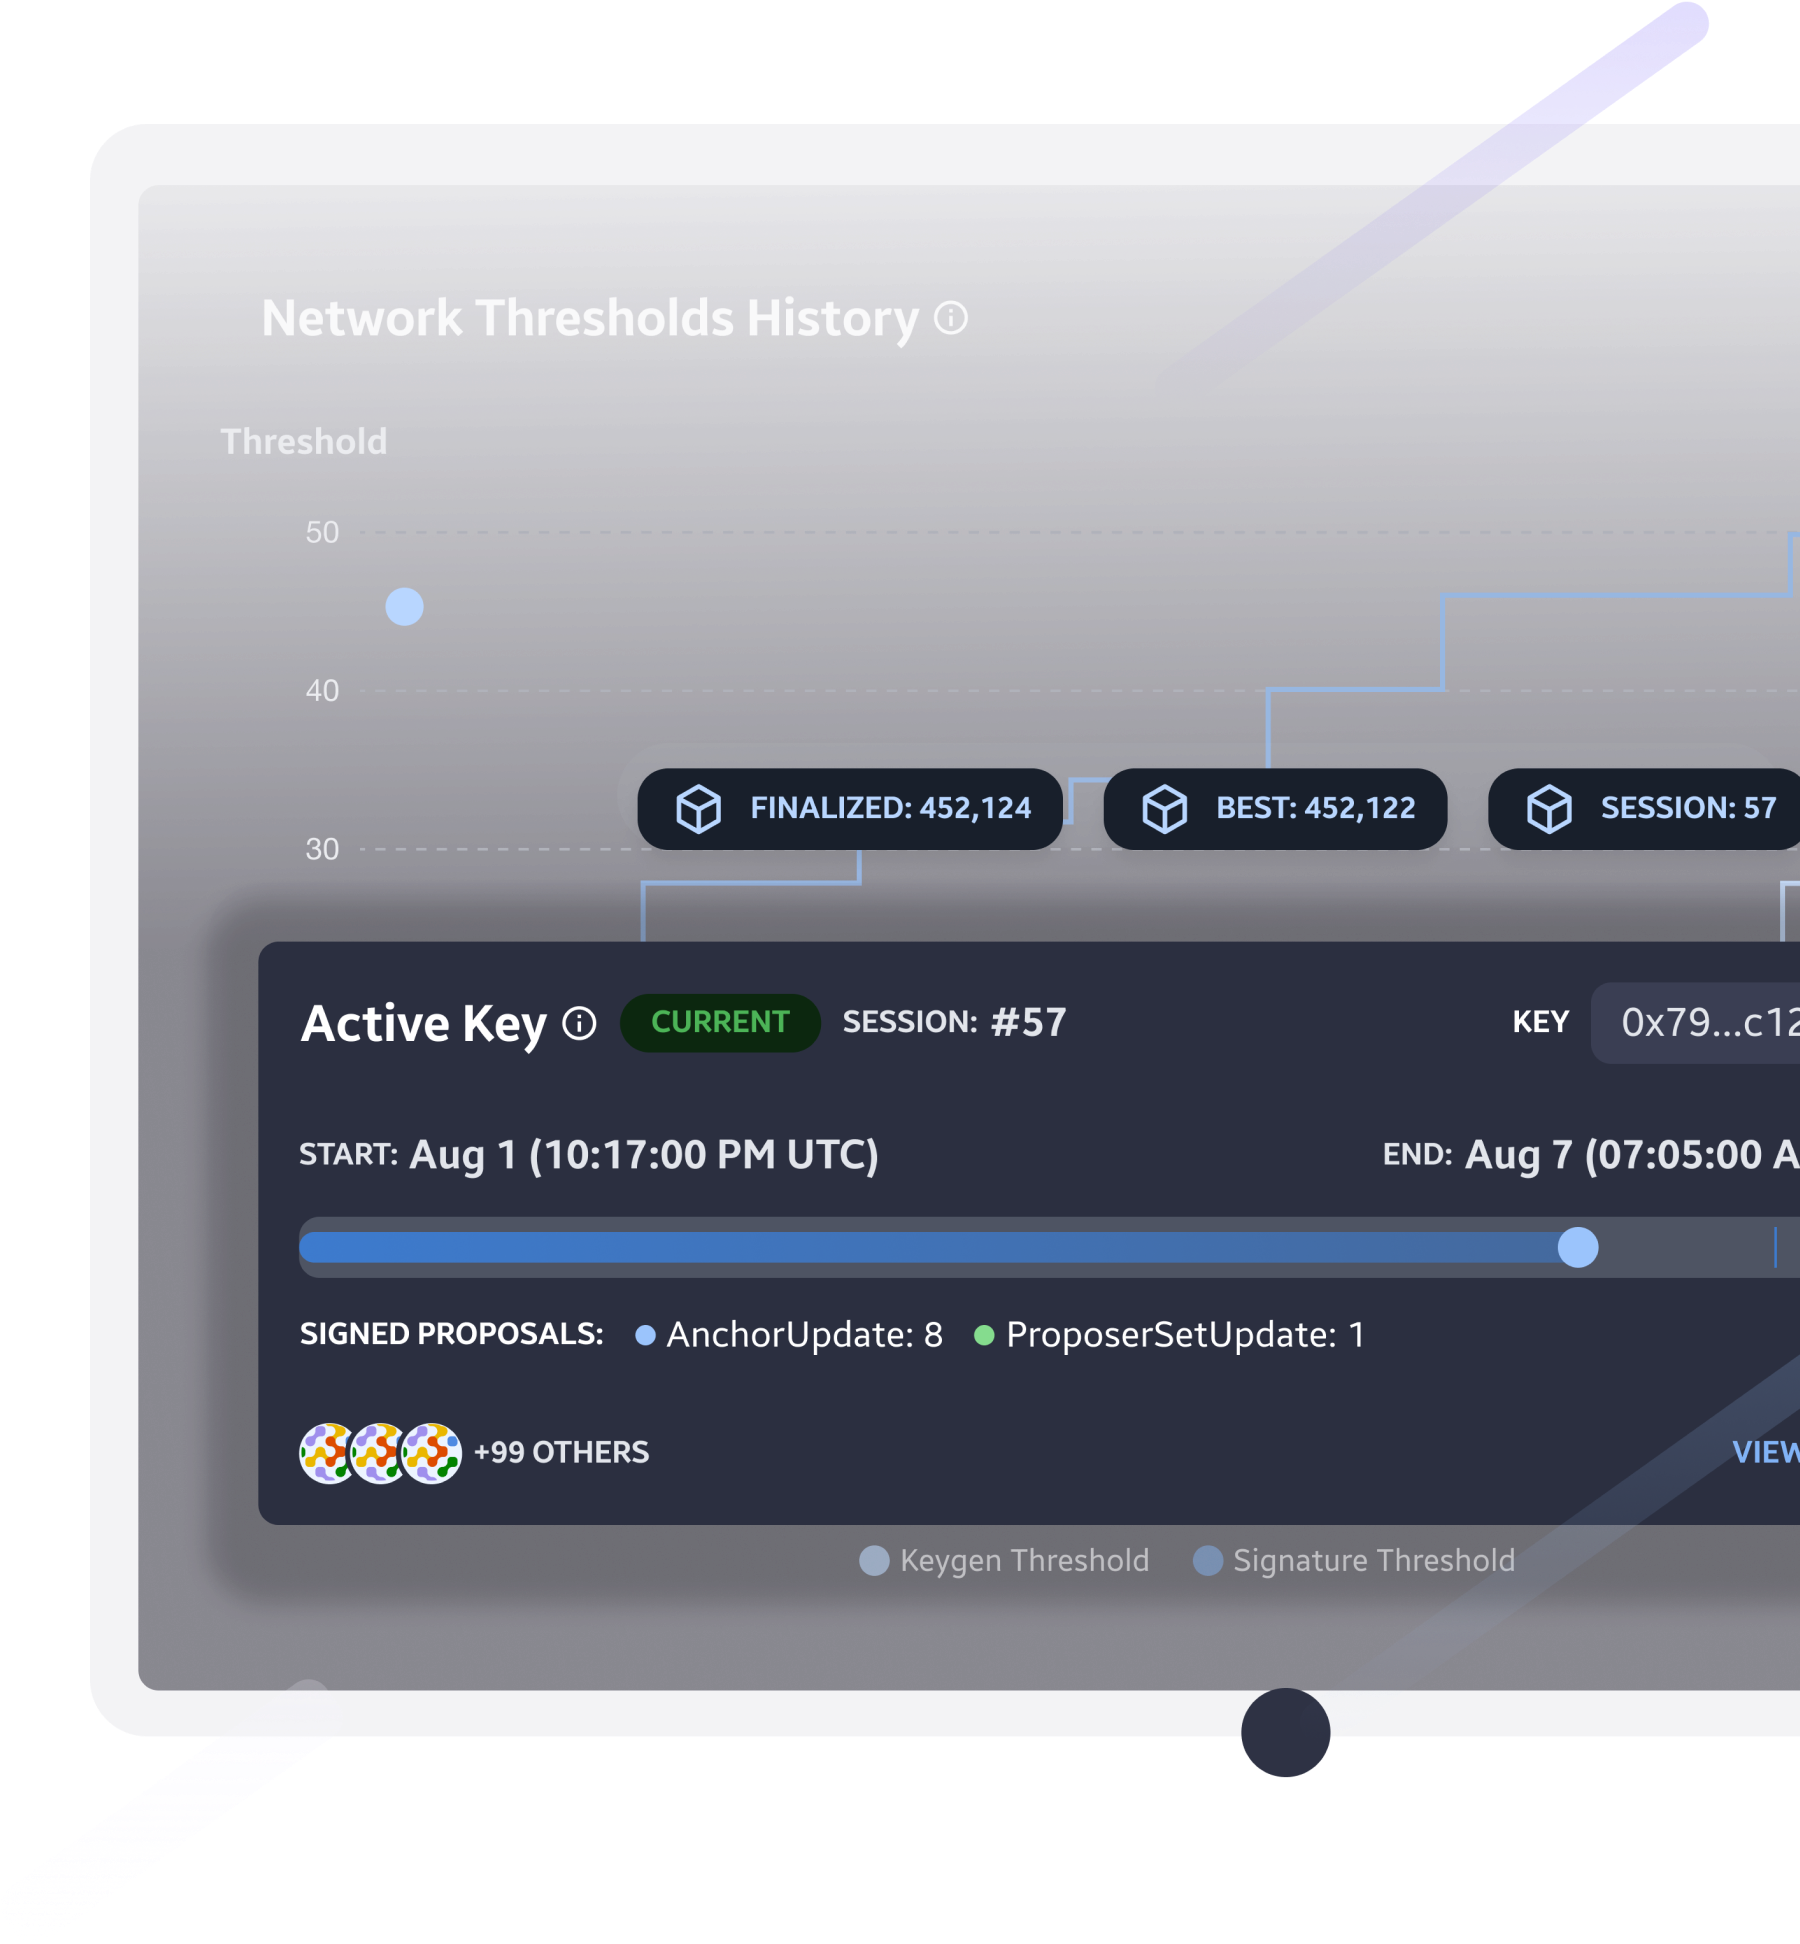 Network Thresholds History
Threshold
50
40
FINALIZED: 452,124 BEST: 452,122 SESSION: 57
30
Active Key CURRENT SESSION: #57 KEY 0x79...c12
START: Aug 1 (10:17:00 PM UTC) END: Aug 7 (07:05:00 A
SIGNED PROPOSALS: AnchorUpdate: 8 ProposerSetUpdate: 1
+99 OTHERS VIEW
Keygen Threshold Signature Threshold